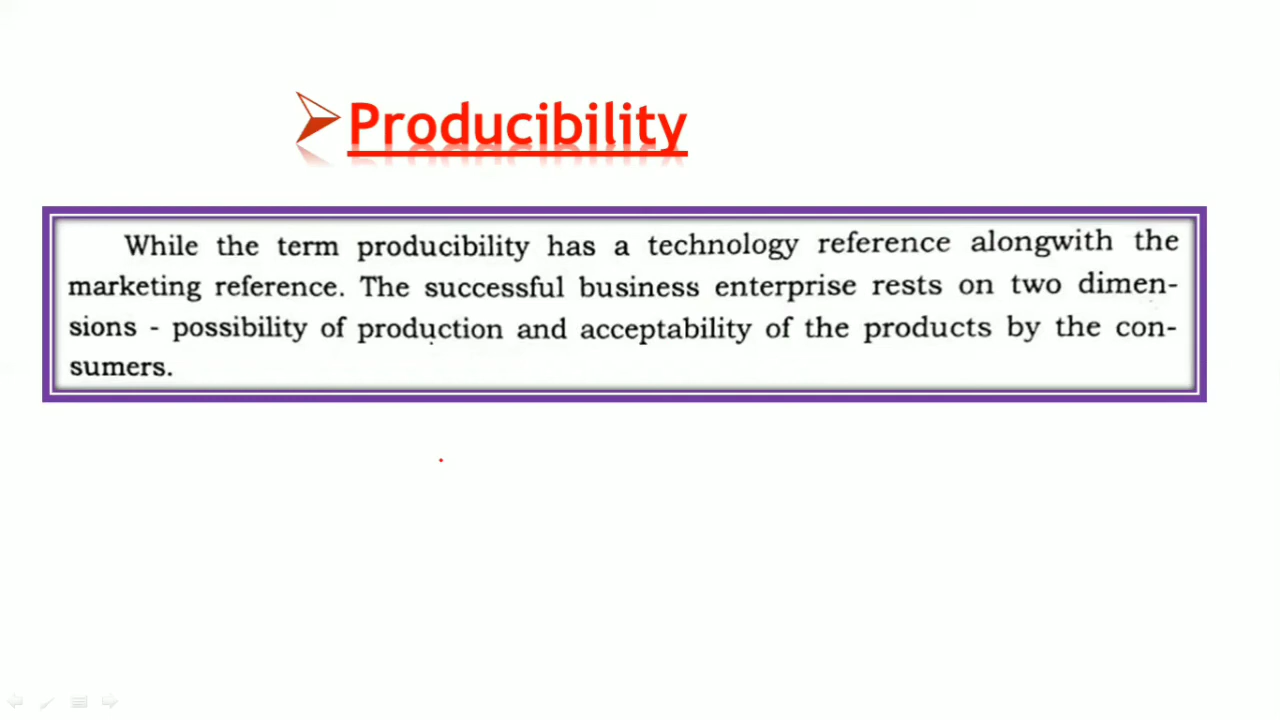 Producibility
While the term producibility has a technology reference alongwith the
marketing reference. The successful business enterprise rests on two dimen-
sions - possibility of production and acceptability of the products by the con-
sumers.